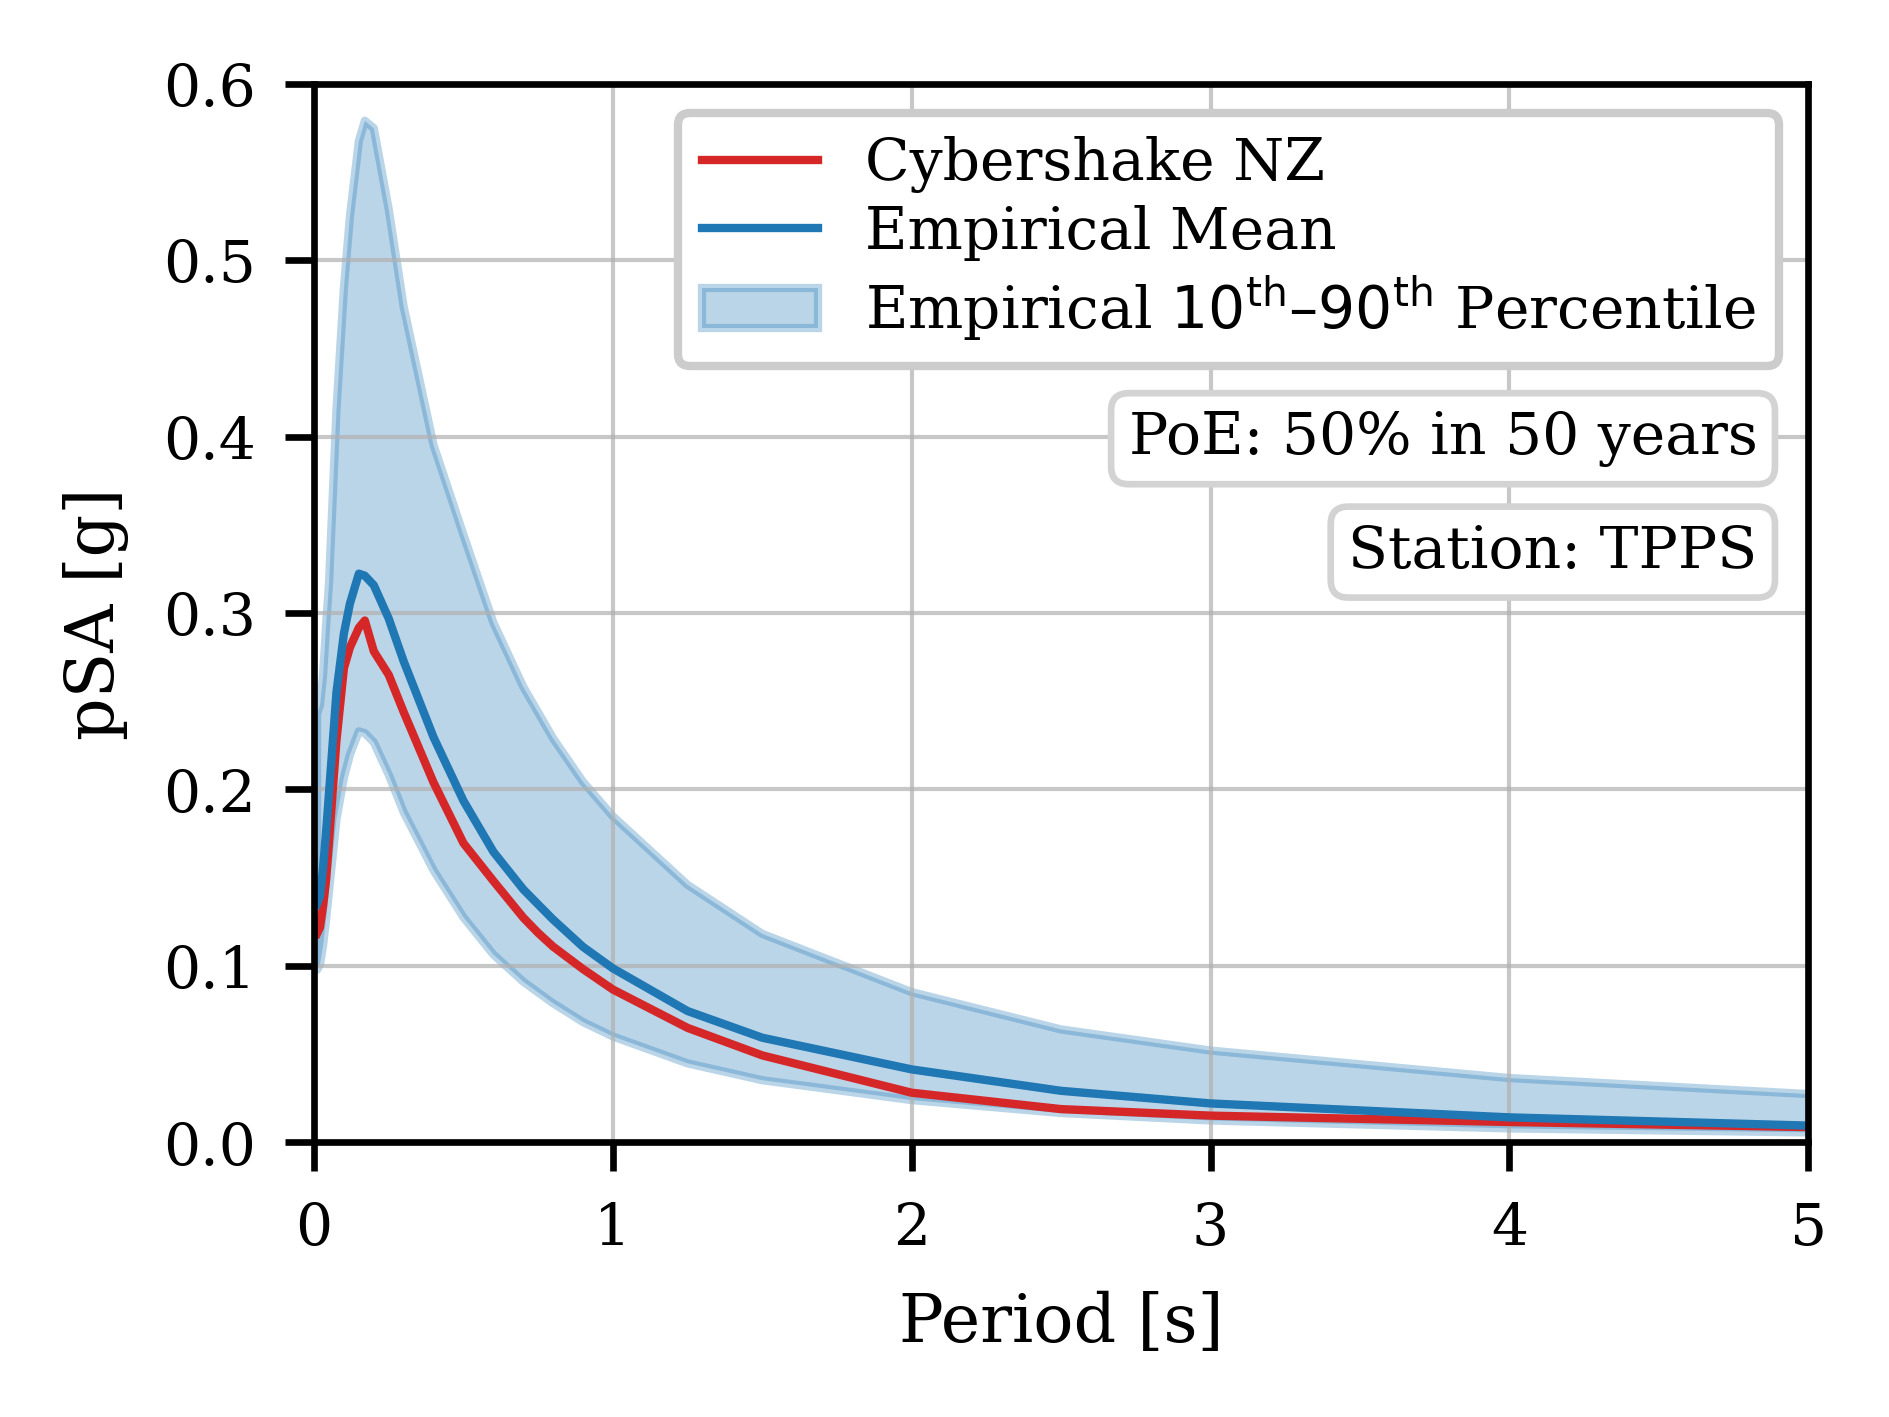 0.6
0.5
0.4
0.3
0.2
0.1
0.0
pSA [g]
Cybershake NZ
Empirical Mean
Empirical 10th–90th Percentile
PoE: 50% in 50 years
Station: TPPS
0 1 2 3 4 5
Period [s]